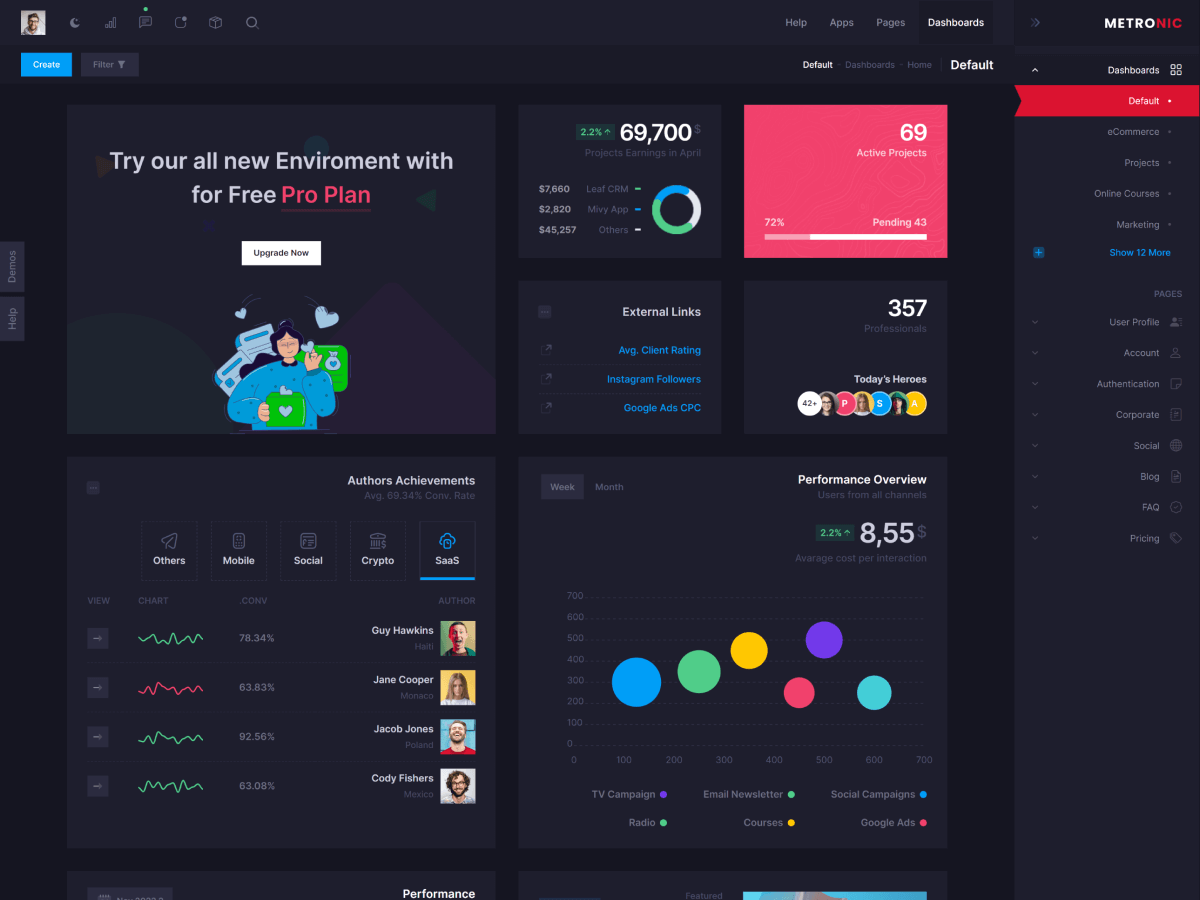 Help
Apps
Pages
Dashboards
METRONIC
Create
Filter
Default - Dashboards - Home
Default
Try our all new Enviroment with
for Free Pro Plan
Upgrade Now
Demos
Help
2.2%
69,700 $
Projects Earnings in April
$7,660 Leaf CRM
$2,820 Mivy App
$45,257 Others
69
Active Projects
72% Pending 43
External Links
Avg. Client Rating
Instagram Followers
Google Ads CPC
357
Professionals
Today's Heroes
42+
P
S
A
Authors Achievements
Avg. 69.34% Conv. Rate
Others
Mobile
Social
Crypto
SaaS
VIEW CHART .CONV AUTHOR
78.34% Guy Hawkins
Haiti
63.83% Jane Cooper
Monaco
92.56% Jacob Jones
Poland
63.08% Cody Fishers
Mexico
Week Month
Performance Overview
Users from all channels
2.2%
8,55 $
Avarage cost per interaction
700
600
500
400
300
200
100
0
0 100 200 300 400 500 600 700
TV Campaign
Email Newsletter
Social Campaigns
Radio
Courses
Google Ads
Performance
Featured
Dashboards
Default
eCommerce
Projects
Online Courses
Marketing
Show 12 More
PAGES
User Profile
Account
Authentication
Corporate
Social
Blog
FAQ
Pricing